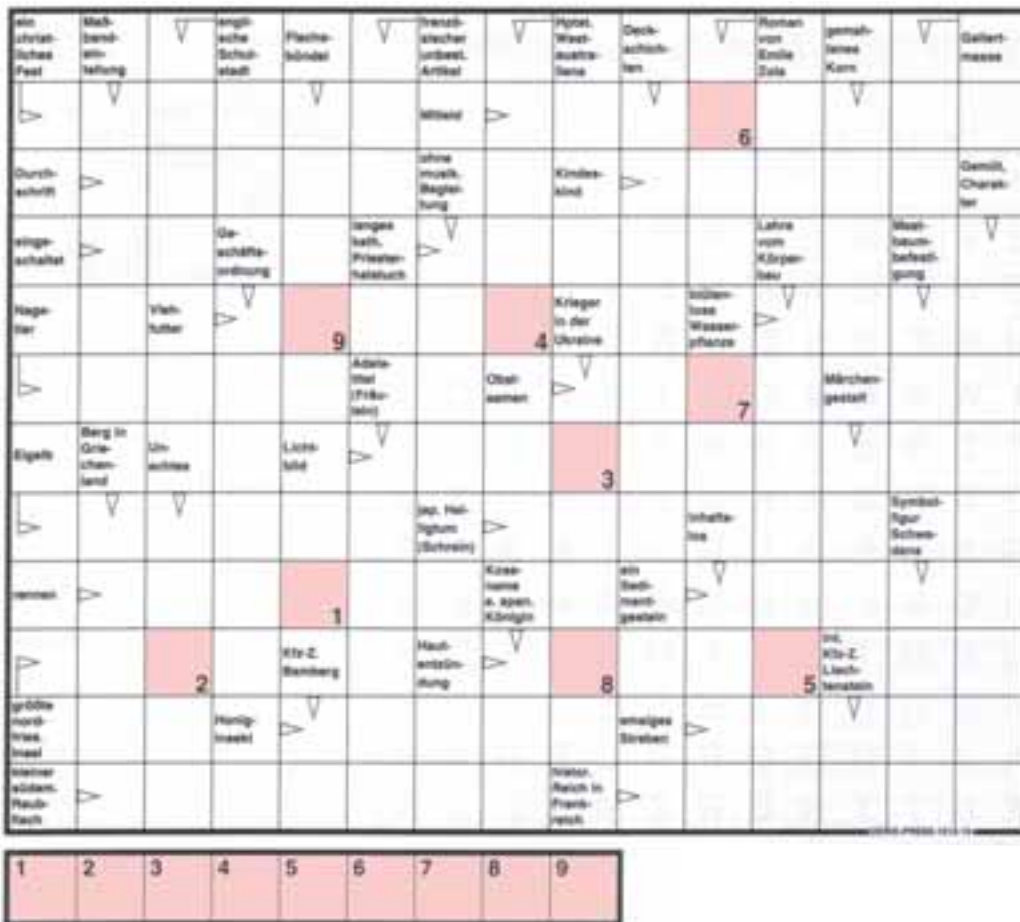 ein
christ-
liches
Fest
Maß-
band-
ein-
teilung
engli-
sche
Schul-
stadt
Flachs-
bündel
französ-
sischer
unbest.
Artikel
Hptst.
West-
austra-
liens
Deck-
schich-
ten
Roman
von
Emile
Zola
gemah-
lenes
Korn
Gallert-
masse
Mitleid
6
Durch-
schrift
ohne
musik.
Beglei-
tung
Kindes-
kind
Gemüt,
Charak-
ter
einge-
schaltet
Ge-
schäfts-
ordnung
langes
kath.
Priester-
halstuch
Lehre
vom
Körper-
bau
Mast-
baum-
befesti-
gung
Nage-
tier
Vieh-
futter
9
4
Krieger
in der
Ukraine
blüten-
lose
Wasser-
pflanze
Adels-
titel
(Fräu-
lein)
Obst-
samen
7
Märchen-
gestalt
Eigelb
Berg in
Grie-
chen-
land
Un-
echtes
Licht-
bild
3
jap. Hei-
ligtum
(Schrein)
inhalts-
los
Symbol-
figur
Schwe-
dens
rennen
1
Kose-
name
e. span.
Königin
ein
Sedi-
ment-
gestein
2
Kfz-Z.
Bamberg
Haut-
entzün-
dung
8
5
Int.
Kfz-Z.
Liech-
tenstein
größte
nord-
fries.
Insel
Honig-
insekt
emsiges
Streben
kleiner
südam.
Raub-
fisch
histor.
Reich in
Frank-
reich
1 2 3 4 5 6 7 8 9